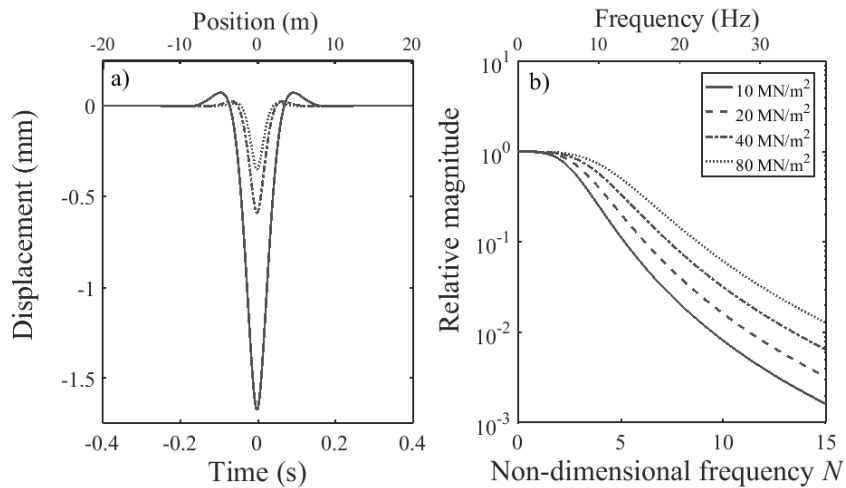 Position (m)
-20 -10 0 10 20
a)
0
-0.5
-1
-1.5
Displacement (mm)
-0.4 -0.2 0 0.2 0.4
Time (s)
Frequency (Hz)
0 10 20 30
b)
10 MN/m²
20 MN/m²
40 MN/m²
80 MN/m²
10¹
10⁰
10⁻¹
10⁻²
10⁻³
Relative magnitude
0 5 10 15
Non-dimensional frequency N